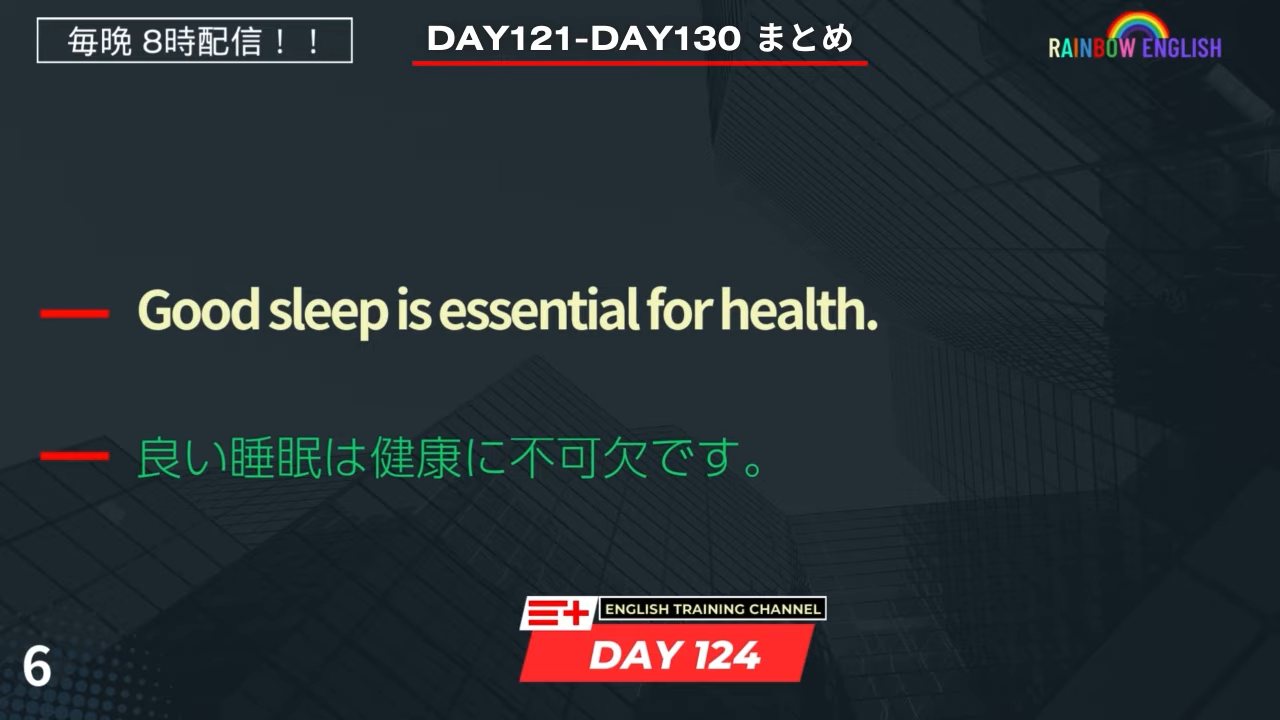 毎晩 8時配信！！
DAY121-DAY130 まとめ
RAINBOW ENGLISH
Good sleep is essential for health.
良い睡眠は健康に不可欠です。
ENGLISH TRAINING CHANNEL
DAY 124
6